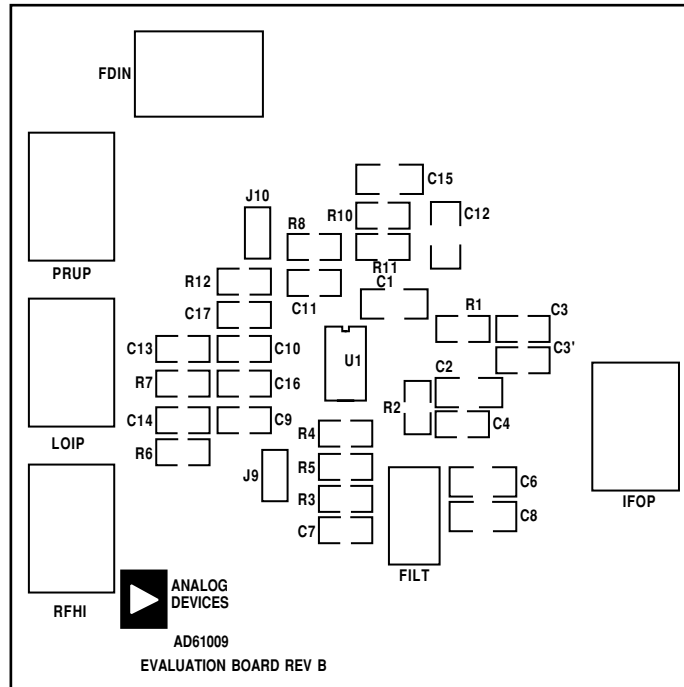 FDIN
C15
J10
R10
C12
R8
PRUP
R11
R12
C1
C11
C17
R1
C3
C13
C10
U1
C3'
C2
R7
C16
R2
C14
C9
C4
LOIP
R4
R6
J9
R5
C6
R3
IFOP
C8
C7
FILT
ANALOG
DEVICES
RFHI
AD61009
EVALUATION BOARD REV B